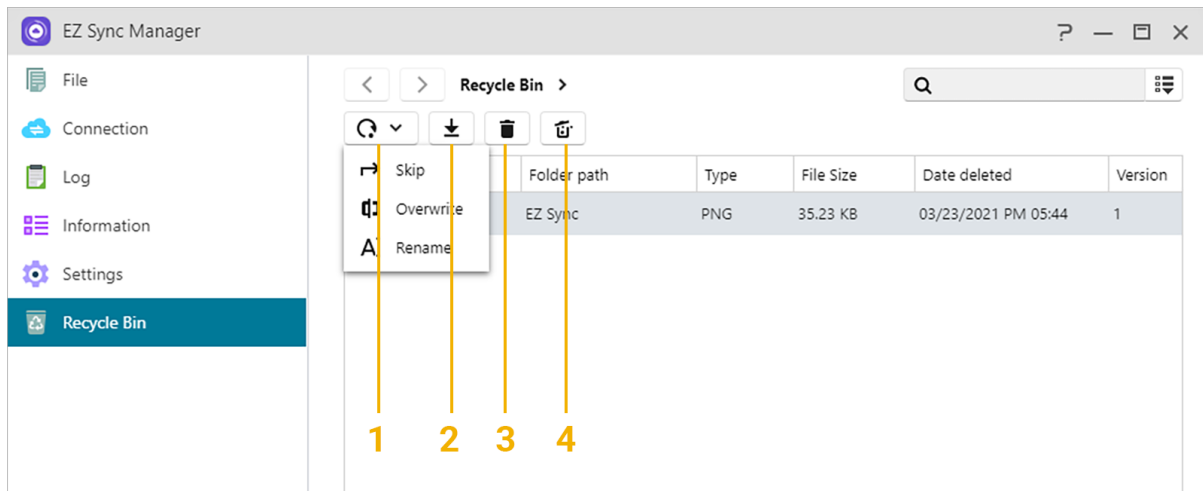 EZ Sync Manager
File
Connection
Log
Information
Settings
Recycle Bin
Recycle Bin
Skip
Overwrite
Rename
Folder path Type File Size Date deleted Version
EZ Sync PNG 35.23 KB 03/23/2021 PM 05:44 1
1 2 3 4